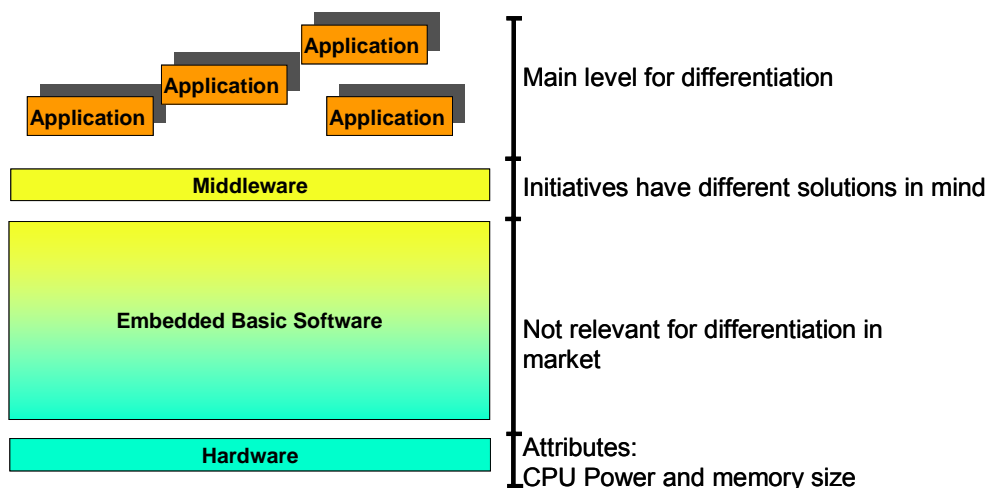 Application
Main level for differentiation
Application
Application
Application
Middleware
Initiatives have different solutions in mind
Embedded Basic Software
Not relevant for differentiation in
market
Hardware
Attributes:
CPU Power and memory size